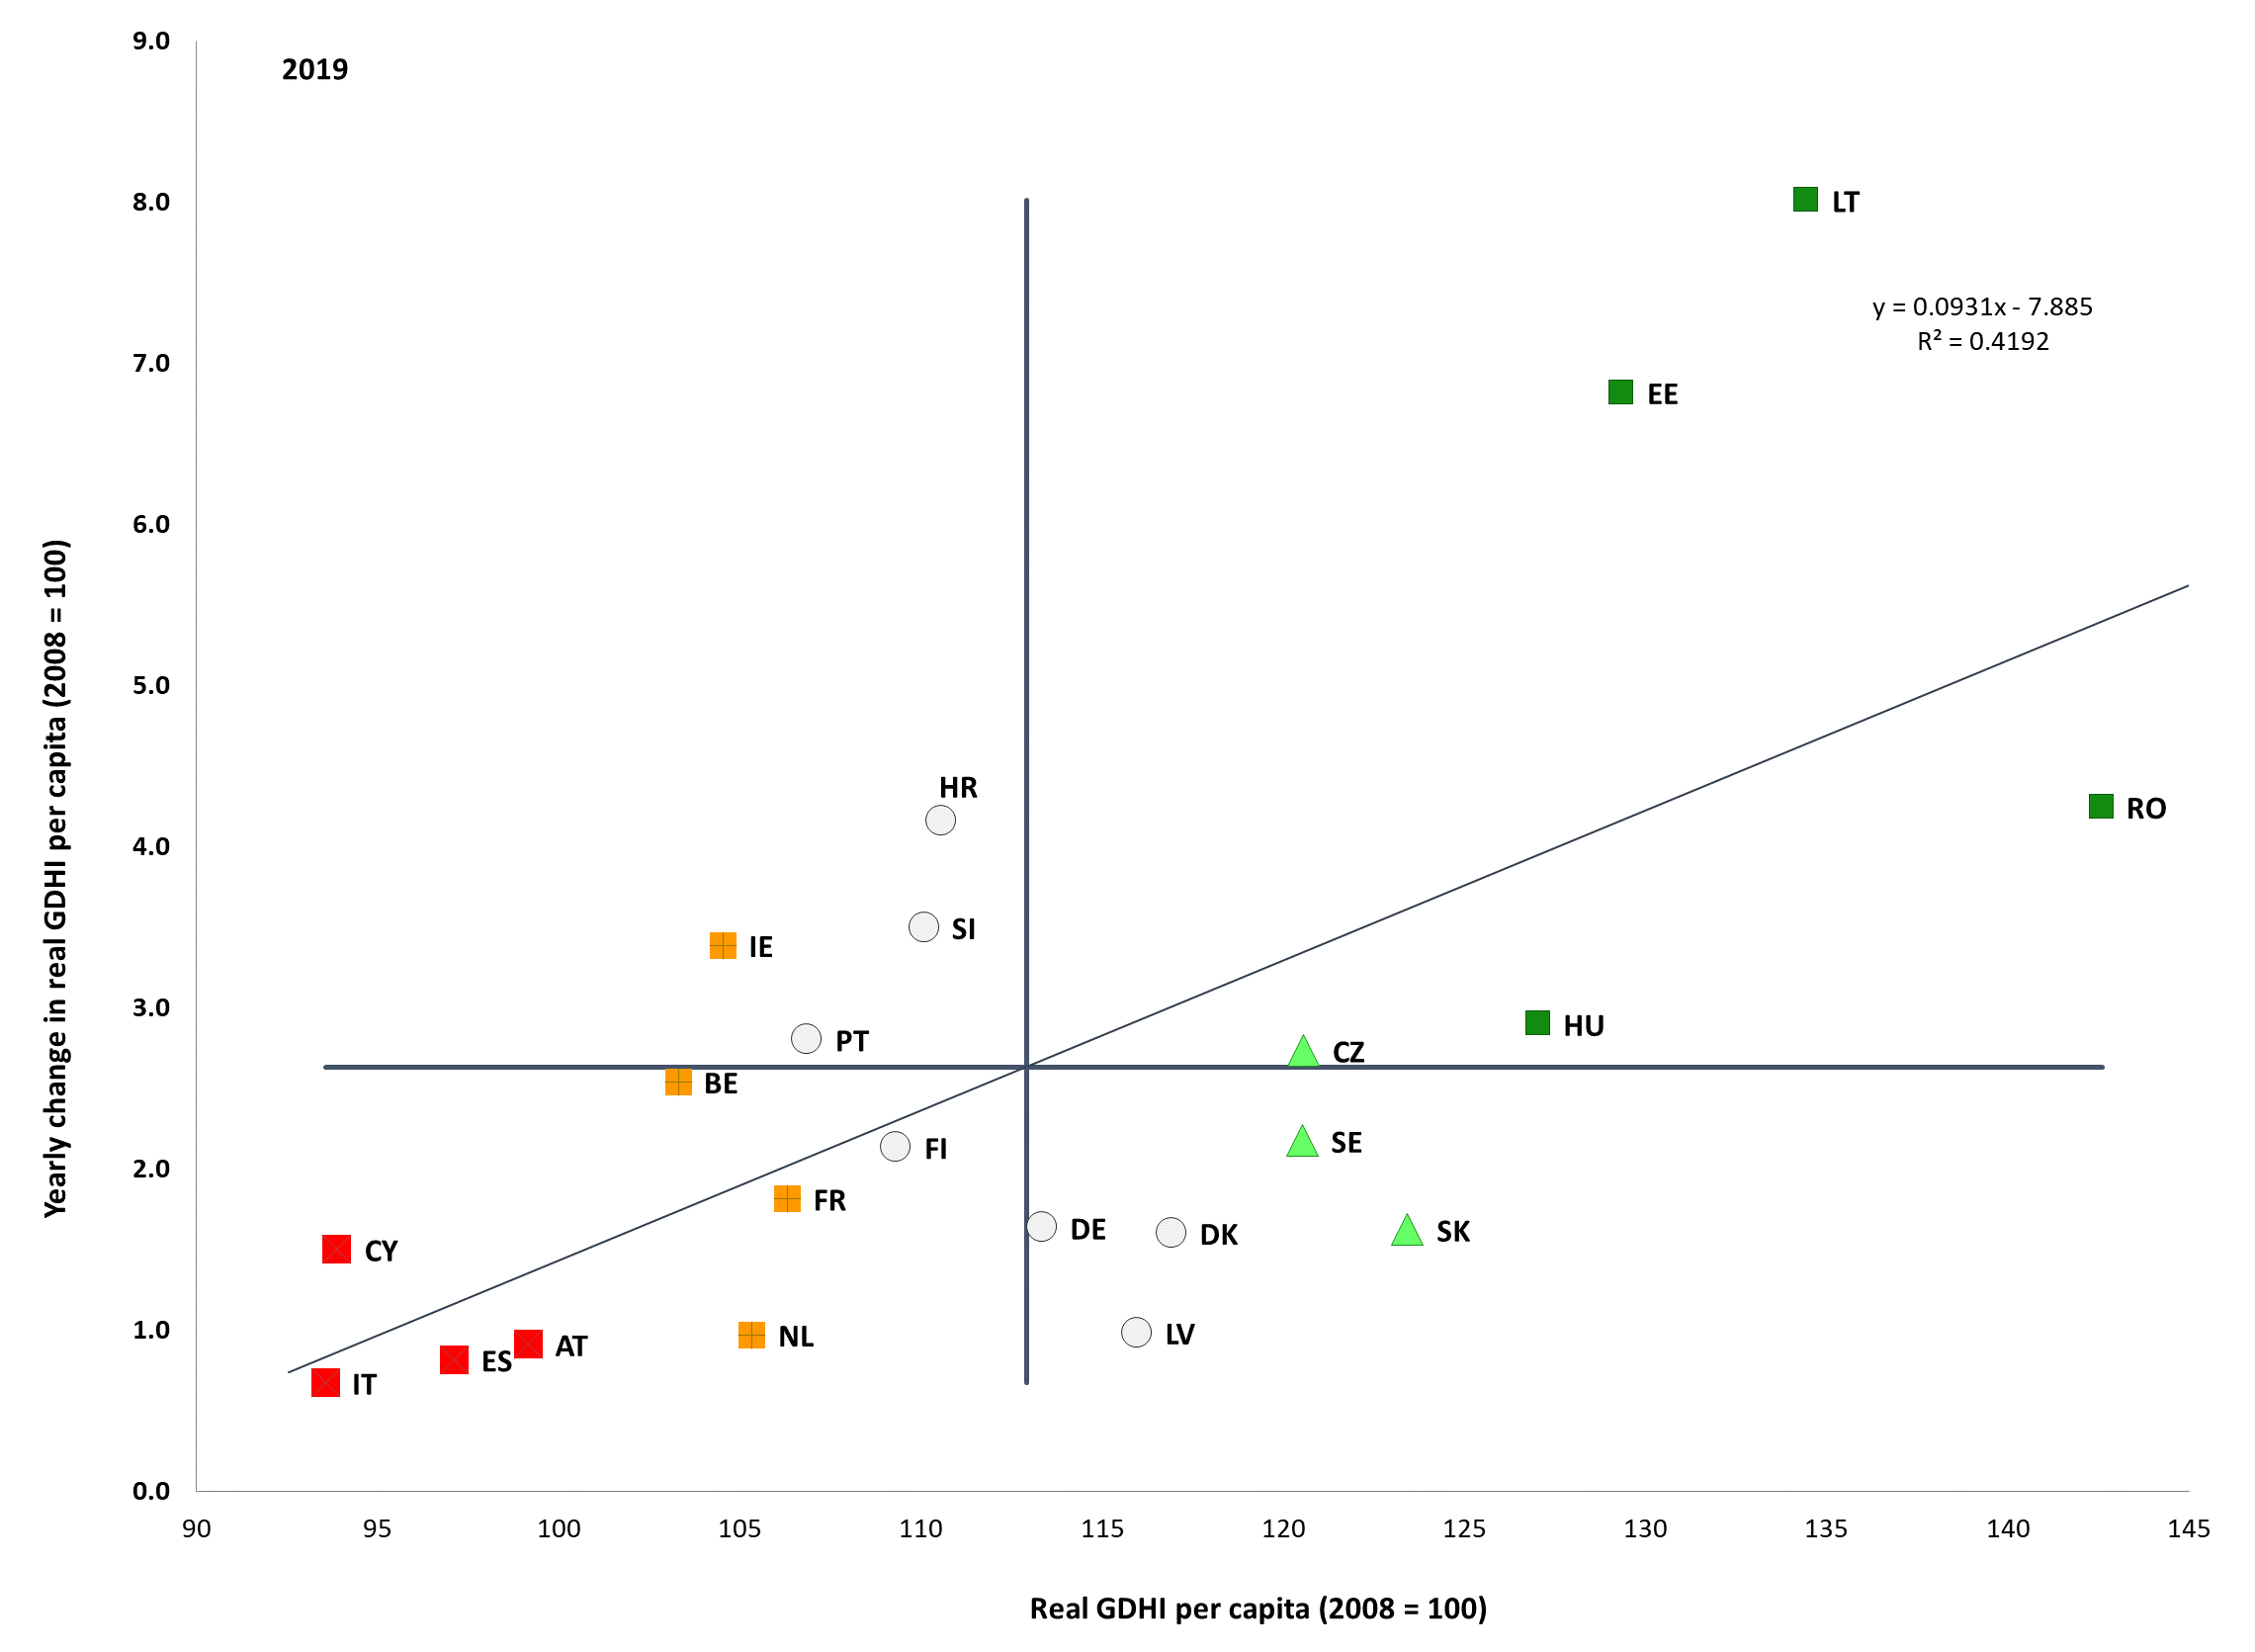 9.0
2019
8.0
LT
y = 0.0931x - 7.885
R² = 0.4192
7.0
EE
6.0
Yearly change in real GDHI per capita (2008 = 100)
5.0
HR
RO
4.0
SI
IE
3.0
HU
PT
CZ
BE
SE
FI
2.0
FR
DE
DK
SK
CY
1.0
NL
LV
AT
ES
IT
0.0
90
95
100
105
110
115
120
125
130
135
140
145
Real GDHI per capita (2008 = 100)